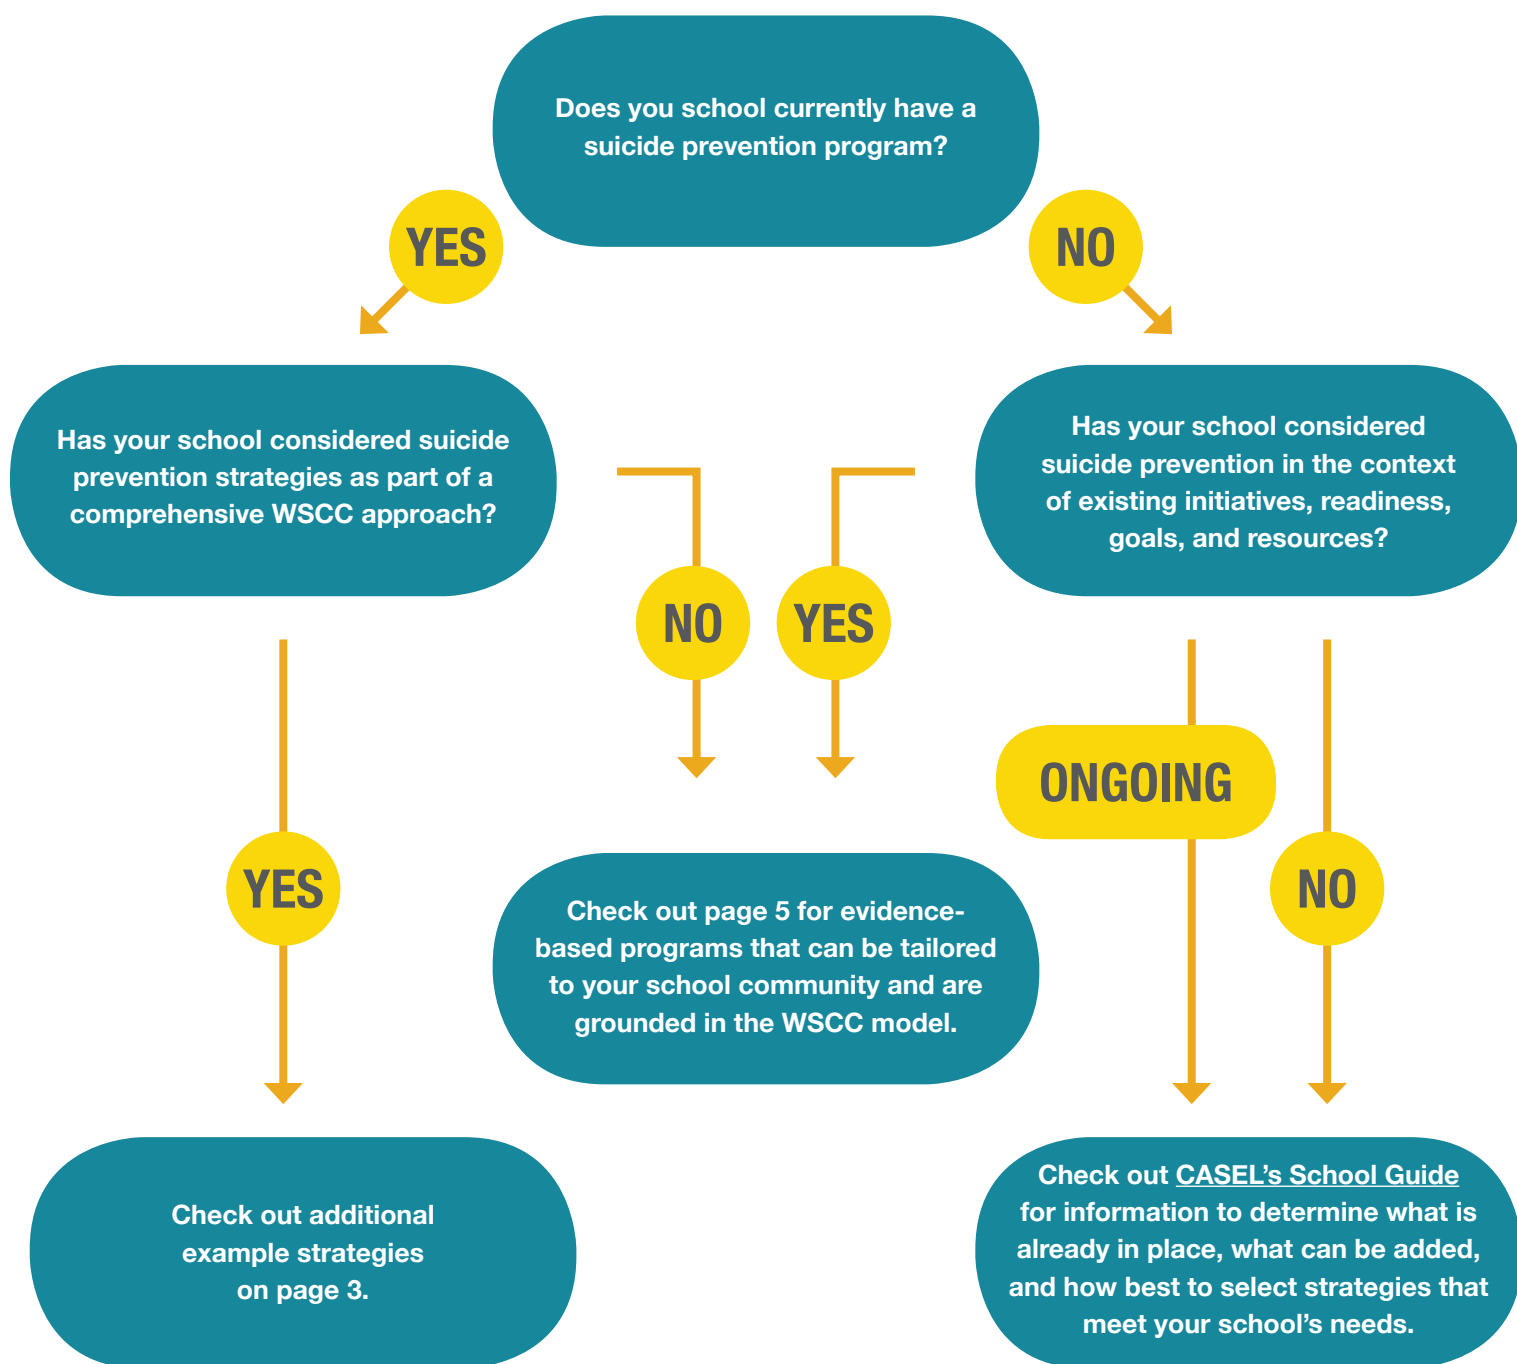 Does you school currently have a
suicide prevention program?
YES
NO
Has your school considered suicide
prevention strategies as part of a
comprehensive WSCC approach?
Has your school considered
suicide prevention in the context
of existing initiatives, readiness,
goals, and resources?
NO
YES
ONGOING
YES
NO
Check out page 5 for evidence-
based programs that can be tailored
to your school community and are
grounded in the WSCC model.
Check out additional
example strategies
on page 3.
Check out CASEL’s School Guide
for information to determine what is
already in place, what can be added,
and how best to select strategies that
meet your school’s needs.